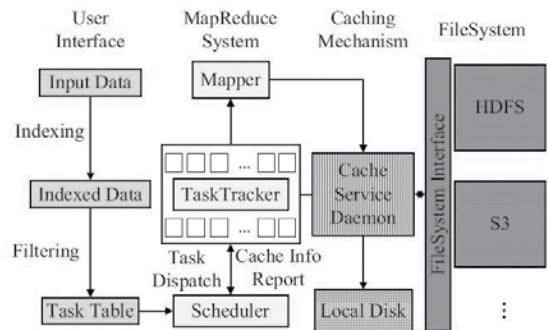 User
Interface
MapReduce
System
Caching
Mechanism
FileSystem
Input Data
Indexing
Indexed Data
Filtering
Task Table
Mapper
...
TaskTracker
...
Task
Dispatch
Cache Info
Report
Scheduler
Cache
Service
Daemon
Local Disk
FileSystem Interface
HDFS
S3
...